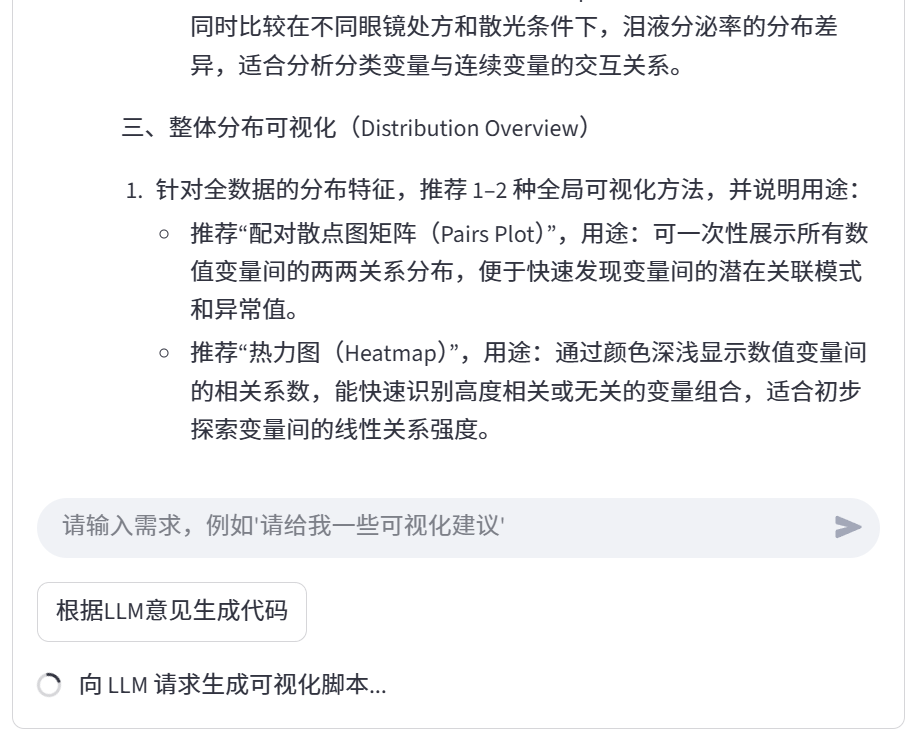 同时比较在不同眼镜处方和散光条件下，泪液分泌率的分布差
异，适合分析分类变量与连续变量的交互关系。
三、整体分布可视化（Distribution Overview）
1. 针对全数据的分布特征，推荐 1–2 种全局可视化方法，并说明用途：
○ 推荐“配对散点图矩阵（Pairs Plot）”，用途：可一次性展示所有数
值变量间的两两关系分布，便于快速发现变量间的潜在关联模式
和异常值。
○ 推荐“热力图（Heatmap）”，用途：通过颜色深浅显示数值变量间
的相关系数，能快速识别高度相关或无关的变量组合，适合初步
探索变量间的线性关系强度。
请输入需求，例如'请给我一些可视化建议'
根据LLM意见生成代码
向 LLM 请求生成可视化脚本...